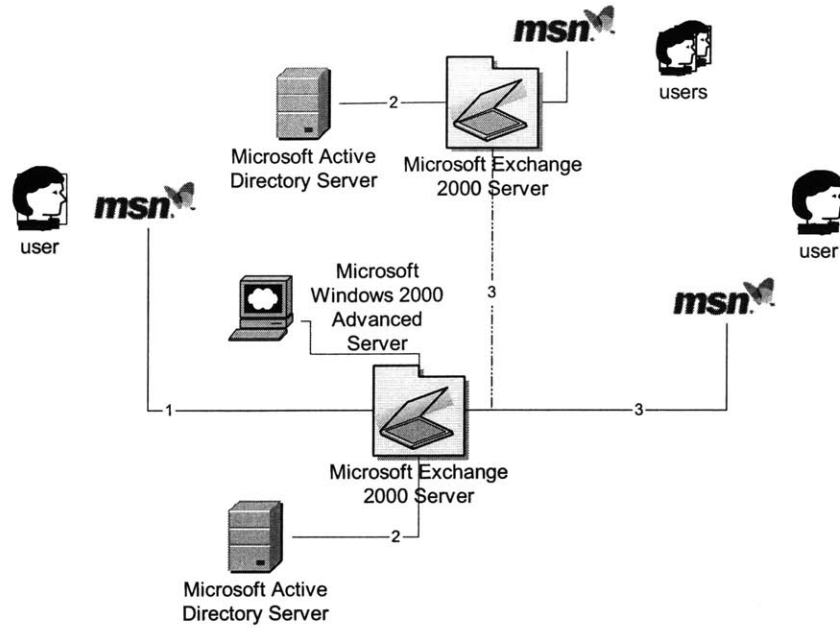 msn.
users
2
Microsoft Active
Directory Server
Microsoft Exchange
2000 Server
msn.
user
user
Microsoft
Windows 2000
Advanced
Server
3
msn.
1
3
Microsoft Exchange
2000 Server
2
Microsoft Active
Directory Server